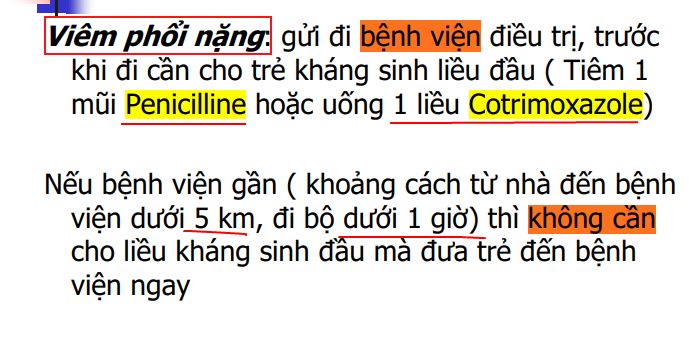 Viêm phổi nặng: gửi đi bệnh viện điều trị, trước
khi đi cần cho trẻ kháng sinh liều đầu ( Tiêm 1
mũi Penicilline hoặc uống 1 liều Cotrimoxazole)
Nếu bệnh viện gần ( khoảng cách từ nhà đến bệnh
viện dưới 5 km, đi bộ dưới 1 giờ) thì không cần
cho liều kháng sinh đầu mà đưa trẻ đến bệnh
viện ngay